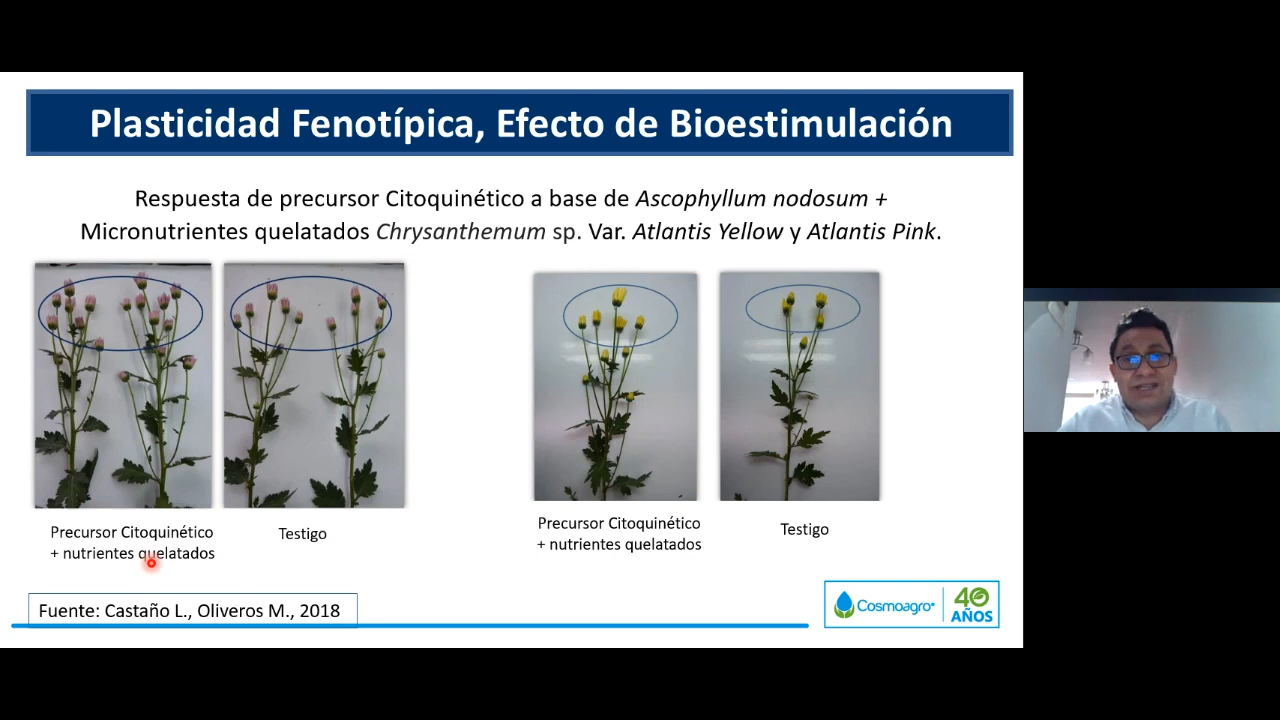 Plasticidad Fenotípica, Efecto de Bioestimulación
Respuesta de precursor Citoquinético a base de Ascophyllum nodosum +
Micronutrientes quelatados Chrysanthemum sp. Var. Atlantis Yellow y Atlantis Pink.
Precursor Citoquinético
+ nutrientes quelatados
Testigo
Precursor Citoquinético
+ nutrientes quelatados
Testigo
Fuente: Castaño L., Oliveros M., 2018
Cosmoagro
40
AÑOS